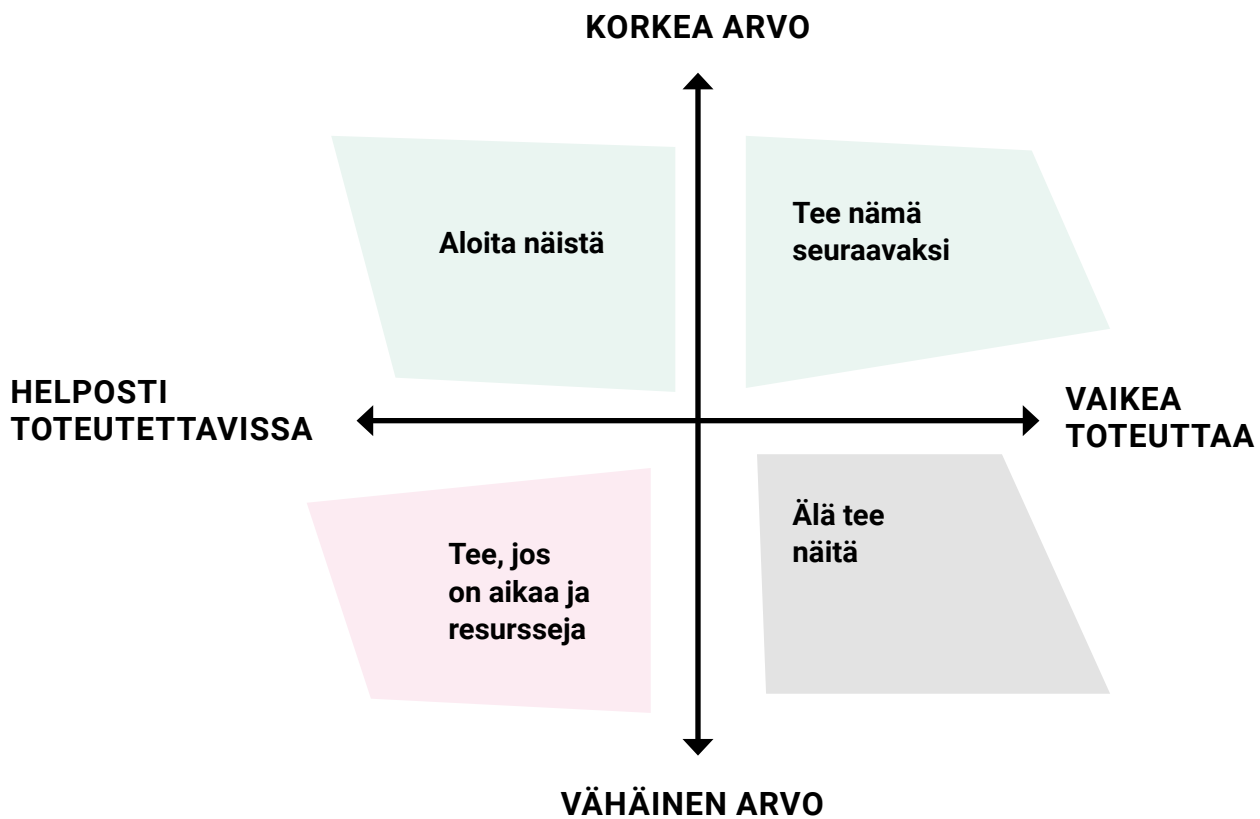 KORKEA ARVO
Aloita näistä
Tee nämä
seuraavaksi
HELPOSTI
TOTEUTETTAVISSA
VAIKEA
TOTEUTTAA
Tee, jos
on aikaa ja
resursseja
Älä tee
näitä
VÄHÄINEN ARVO